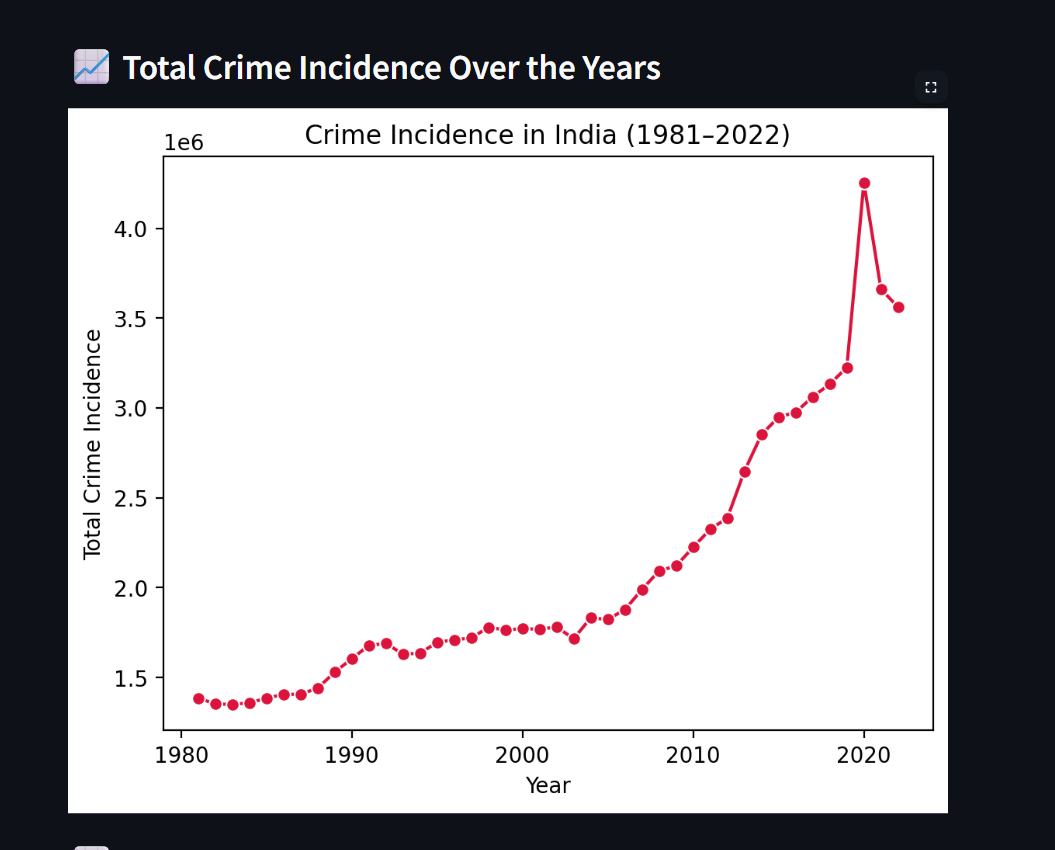 Total Crime Incidence Over the Years
Crime Incidence in India (1981–2022)
1e6
4.0
3.5
3.0
2.5
2.0
1.5
Total Crime Incidence
1980 1990 2000 2010 2020
Year